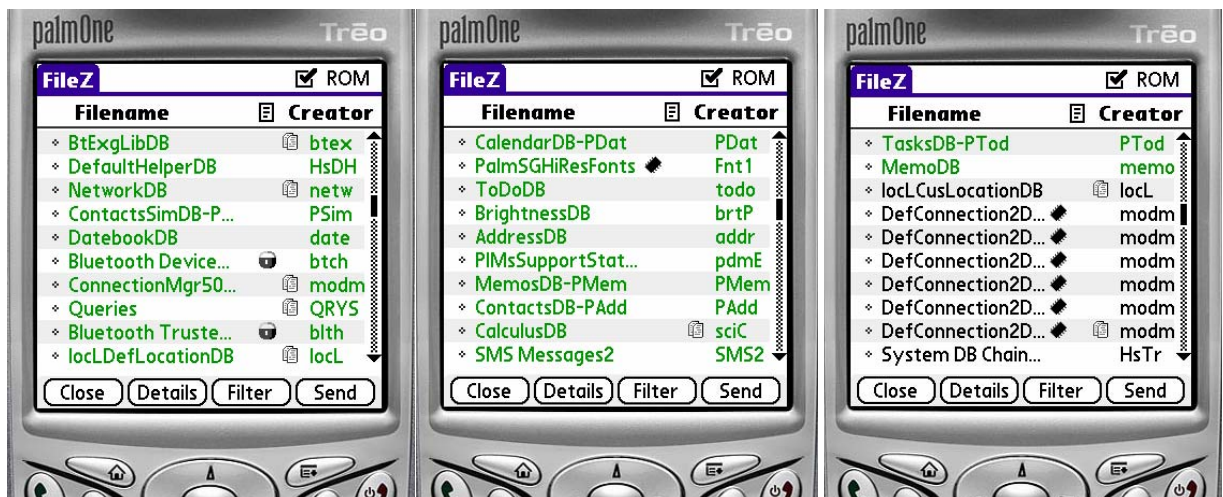 palmOne Trēo
FileZ ROM
Filename Creator
BtExgLibDB btex
DefaultHelperDB HsDH
NetworkDB netw
ContactsSimDB-P... PSim
DatebookDB date
Bluetooth Device... btch
ConnectionMgr50... modm
Queries QRYS
Bluetooth Truste... blth
locLDefLocationDB locL
Close Details Filter Send
palmOne Trēo
FileZ ROM
Filename Creator
CalendarDB-PDat PDat
PalmSGHiResFonts Fnt1
ToDoDB todo
BrightnessDB brtP
AddressDB addr
PIMsSupportStat... pdmE
MemosDB-PMem PMem
ContactsDB-PAdd PAdd
CalculusDB sciC
SMS Messages2 SMS2
Close Details Filter Send
palmOne Trēo
FileZ ROM
Filename Creator
TasksDB-PTod PTod
MemoDB memo
locLCusLocationDB locL
DefConnection2D... modm
DefConnection2D... modm
DefConnection2D... modm
DefConnection2D... modm
DefConnection2D... modm
DefConnection2D... modm
System DB Chain... HsTr
Close Details Filter Send